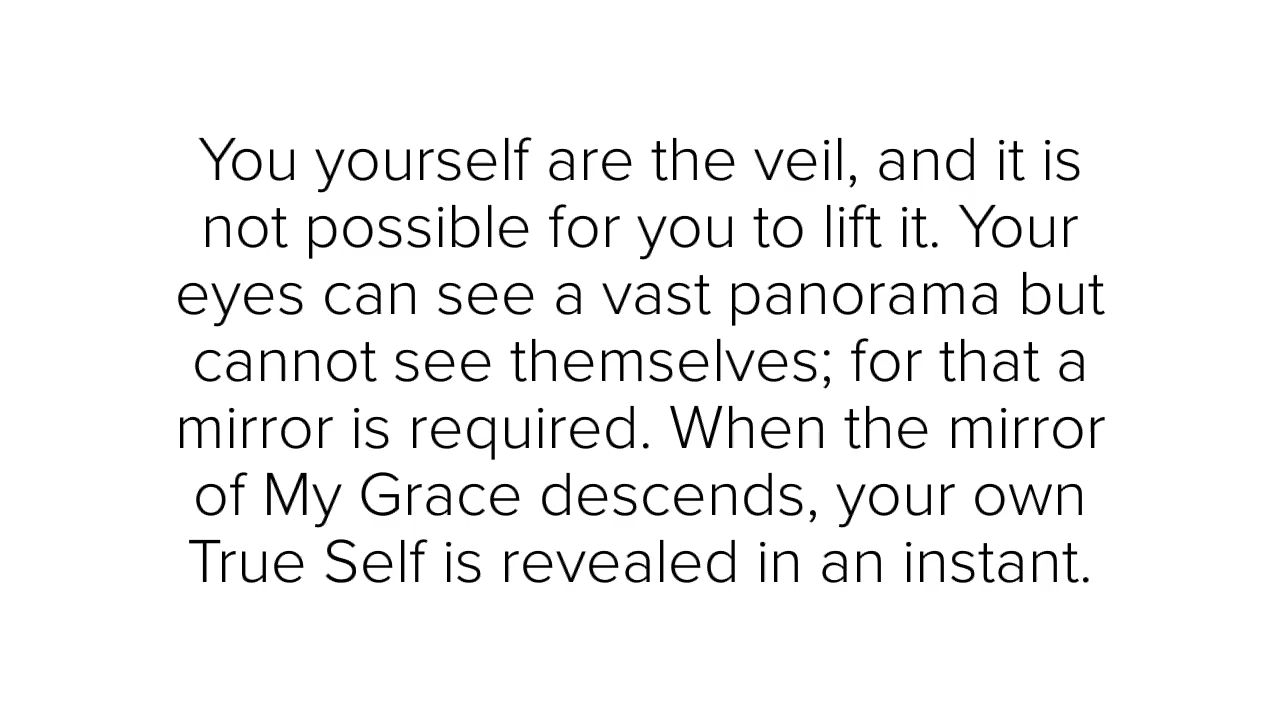 You yourself are the veil, and it is
not possible for you to lift it. Your
eyes can see a vast panorama but
cannot see themselves; for that a
mirror is required. When the mirror
of My Grace descends, your own
True Self is revealed in an instant.